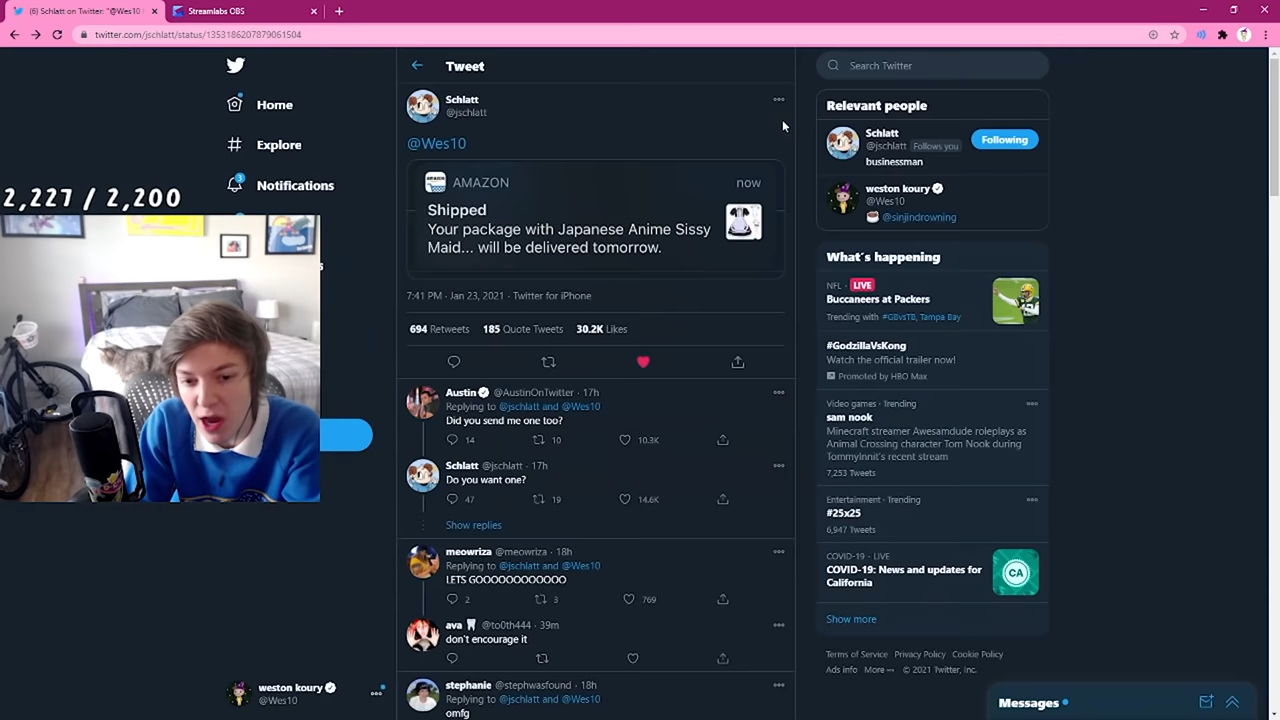 (6) Schlatt on Twitter: "@Wes10
Streamlabs OBS
twitter.com/jschlatt/status/1353186207879061504
Home
Explore
Notifications
2,227 / 2,200
weston koury
@Wes10
Tweet
Schlatt
@jschlatt
@Wes10
AMAZON
now
Shipped
Your package with Japanese Anime Sissy
Maid... will be delivered tomorrow.
7:41 PM · Jan 23, 2021 · Twitter for iPhone
694 Retweets 185 Quote Tweets 30.2K Likes
Austin @AustinOnTwitter · 17h
Replying to @jschlatt and @Wes10
Did you send me one too?
14 10 10.3K
Schlatt @jschlatt · 17h
Do you want one?
47 19 14.6K
Show replies
meowriza @meowriza · 18h
Replying to @jschlatt and @Wes10
LETS GOOOOOOOOOOOO
2 3 769
ava @to0th444 · 39m
don't encourage it
stephanie @stephwasfound · 18h
Replying to @jschlatt and @Wes10
omfg
Search Twitter
Relevant people
Schlatt
@jschlatt Follows you
businessman
Following
weston koury
@Wes10
@sinjindrowning
What's happening
NFL · LIVE
Buccaneers at Packers
Trending with #GBvsTB, Tampa Bay
#GodzillaVsKong
Watch the official trailer now!
Promoted by HBO Max
Video games · Trending
sam nook
Minecraft streamer Awesamdude roleplays as
Animal Crossing character Tom Nook during
TommyInnit's recent stream
7,253 Tweets
Entertainment · Trending
#25x25
6,947 Tweets
COVID-19 · LIVE
COVID-19: News and updates for
California
CA
Show more
Terms of Service Privacy Policy Cookie Policy
Ads info More © 2021 Twitter, Inc.
Messages